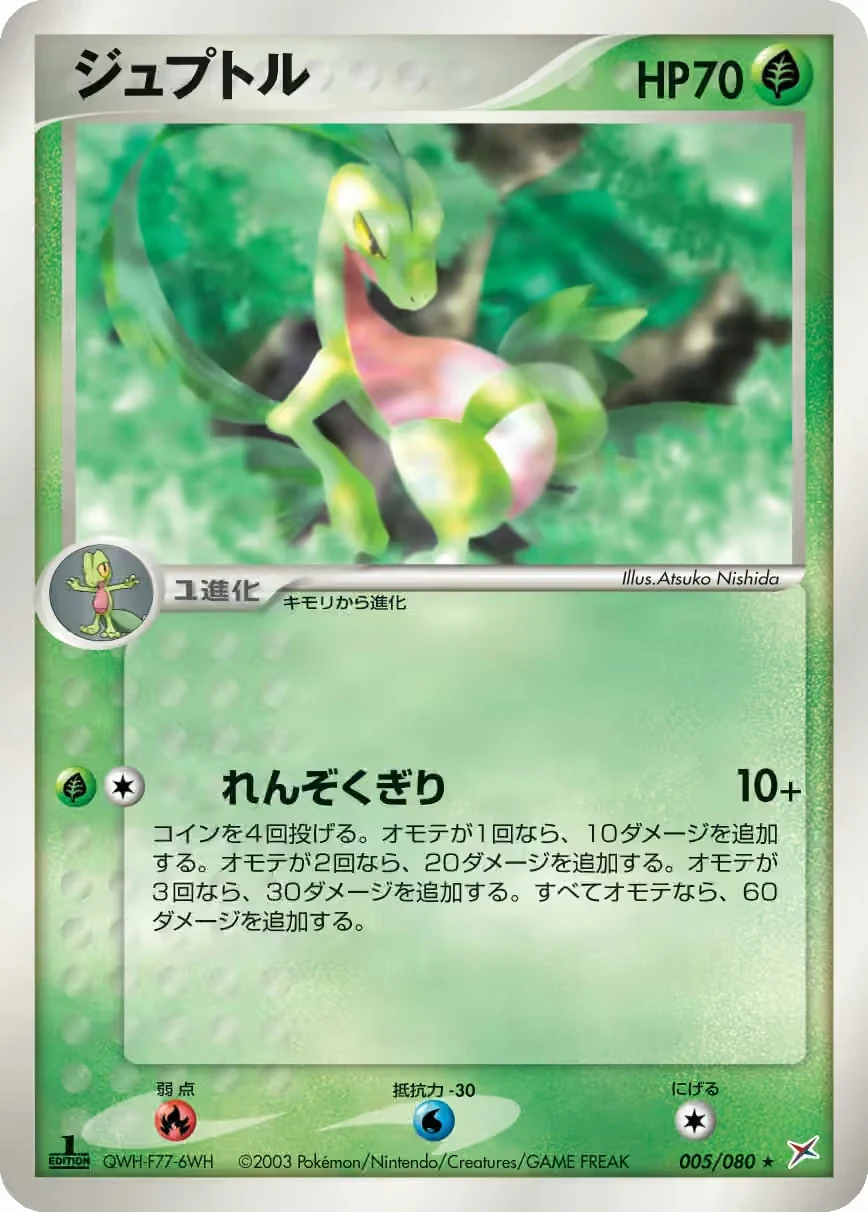 ジュプトル
HP70
Illus.Atsuko Nishida
1進化
キモリから進化
れんぞくぎり 10+
コインを4回投げる。オモテが1回なら、10ダメージを追加
する。オモテが2回なら、20ダメージを追加する。オモテが
3回なら、30ダメージを追加する。すべてオモテなら、60
ダメージを追加する。
弱点 抵抗力 -30 にげる
1 EDITION QWH-F77-6WH ©2003 Pokémon/Nintendo/Creatures/GAME FREAK 005/080 ★